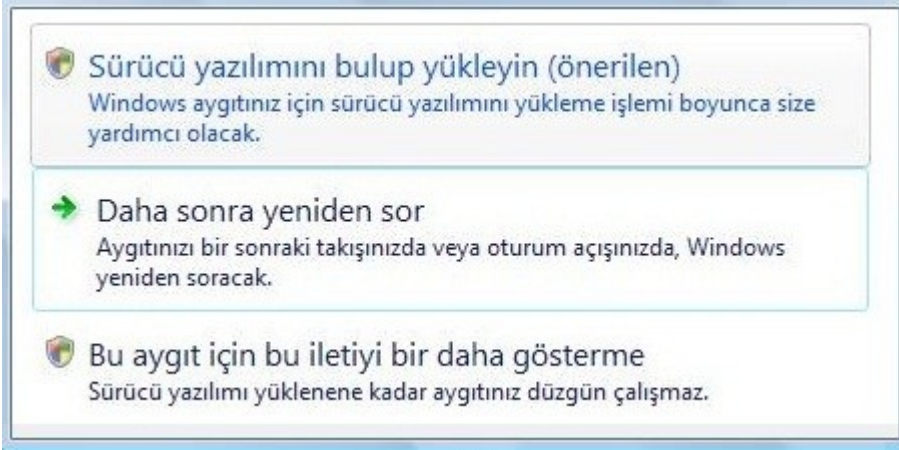 Sürücü yazılımını bulup yükleyin (önerilen)
Windows aygıtınız için sürücü yazılımını yükleme işlemi boyunca size
yardımcı olacak.
Daha sonra yeniden sor
Aygıtınızı bir sonraki takışınızda veya oturum açışınızda, Windows
yeniden soracak.
Bu aygıt için bu iletiyi bir daha gösterme
Sürücü yazılımı yüklenene kadar aygıtınız düzgün çalışmaz.